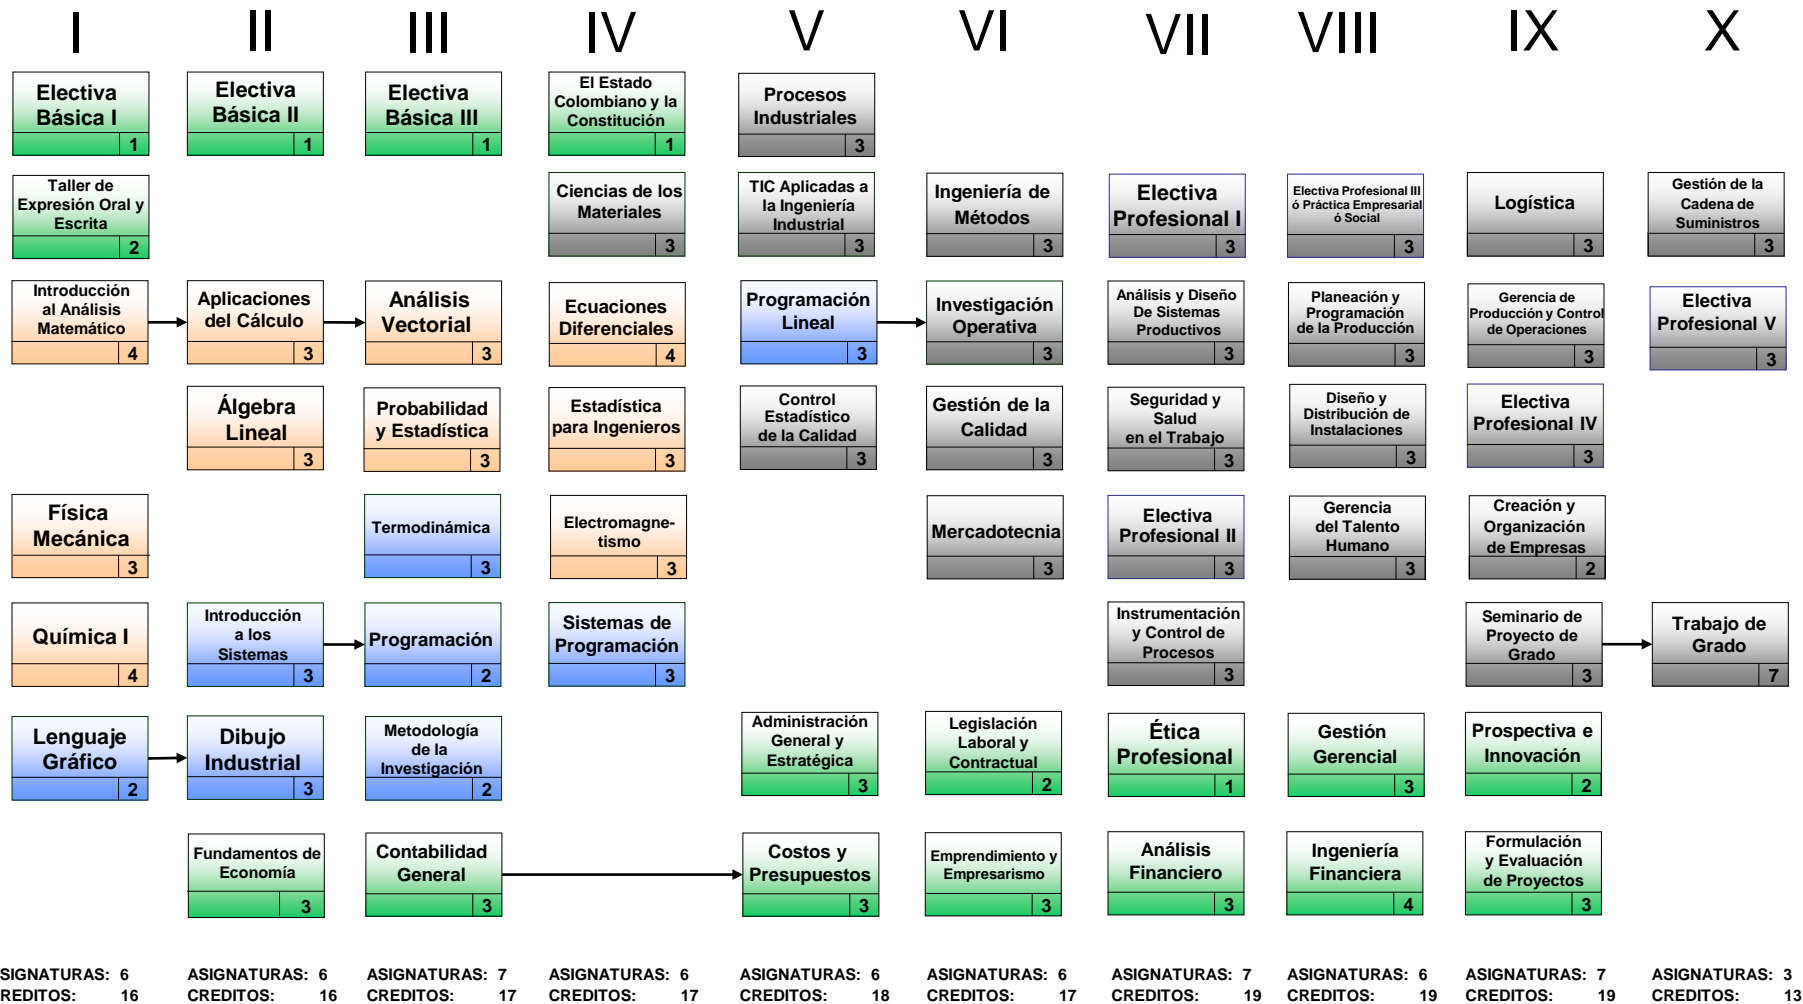 I II III IV V VI VII VIII IX X
Electiva
Básica I
1
Electiva
Básica II
1
Electiva
Básica III
1
El Estado
Colombiano y la
Constitución
1
Procesos
Industriales
3
Taller de
Expresión Oral y
Escrita
2
Ciencias de los
Materiales
3
TIC Aplicadas a
la Ingeniería
Industrial
3
Ingeniería de
Métodos
3
Electiva
Profesional I
3
Electiva Profesional III
ó Práctica Empresarial
ó Social
3
Logística
3
Gestión de la
Cadena de
Suministros
3
Introducción
al Análisis
Matemático
4
Aplicaciones
del Cálculo
3
Análisis
Vectorial
3
Ecuaciones
Diferenciales
4
Programación
Lineal
3
Investigación
Operativa
3
Análisis y Diseño
De Sistemas
Productivos
3
Planeación y
Programación
de la Producción
3
Gerencia de
Producción y Control
de Operaciones
3
Electiva
Profesional V
3
Álgebra
Lineal
3
Probabilidad
y Estadística
3
Estadística
para Ingenieros
3
Control
Estadístico
de la Calidad
3
Gestión de la
Calidad
3
Seguridad y
Salud
en el Trabajo
3
Diseño y
Distribución de
Instalaciones
3
Electiva
Profesional IV
3
Física
Mecánica
3
Termodinámica
3
Electromagne-
tismo
3
Mercadotecnia
3
Electiva
Profesional II
3
Gerencia
del Talento
Humano
3
Creación y
Organización
de Empresas
2
Química I
4
Introducción
a los
Sistemas
3
Programación
2
Sistemas de
Programación
3
Instrumentación
y Control de
Procesos
3
Seminario de
Proyecto de
Grado
3
Trabajo de
Grado
7
Lenguaje
Gráfico
2
Dibujo
Industrial
3
Metodología
de la
Investigación
2
Administración
General y
Estratégica
3
Legislación
Laboral y
Contractual
2
Ética
Profesional
1
Gestión
Gerencial
3
Prospectiva e
Innovación
2
Fundamentos de
Economía
3
Contabilidad
General
3
Costos y
Presupuestos
3
Emprendimiento y
Empresarismo
3
Análisis
Financiero
3
Ingeniería
Financiera
4
Formulación
y Evaluación
de Proyectos
3
SIGNATURAS: 6 ASIGNATURAS: 6 ASIGNATURAS: 7 ASIGNATURAS: 6 ASIGNATURAS: 6 ASIGNATURAS: 6 ASIGNATURAS: 7 ASIGNATURAS: 6 ASIGNATURAS: 7 ASIGNATURAS: 3
REDITOS: 16 CREDITOS: 16 CREDITOS: 17 CREDITOS: 17 CREDITOS: 18 CREDITOS: 17 CREDITOS: 19 CREDITOS: 19 CREDITOS: 19 CREDITOS: 13